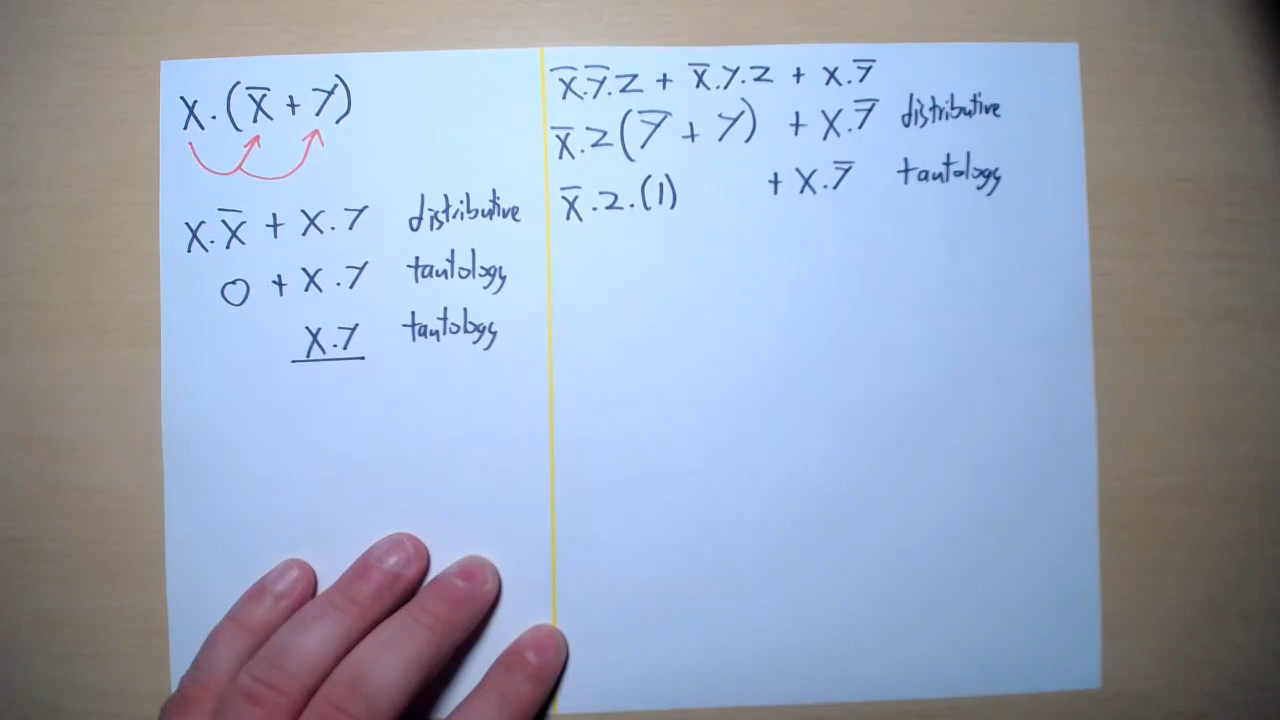 X.(X̅ + Y)
X.X̅ + X.Y distributive
0 + X.Y tautology
X.Y tautology
X̅.Y̅.Z + X̅.Y.Z + X.Y̅
X̅.Z(Y̅ + Y) + X.Y̅ distributive
X̅.Z.(1) + X.Y̅ tautology